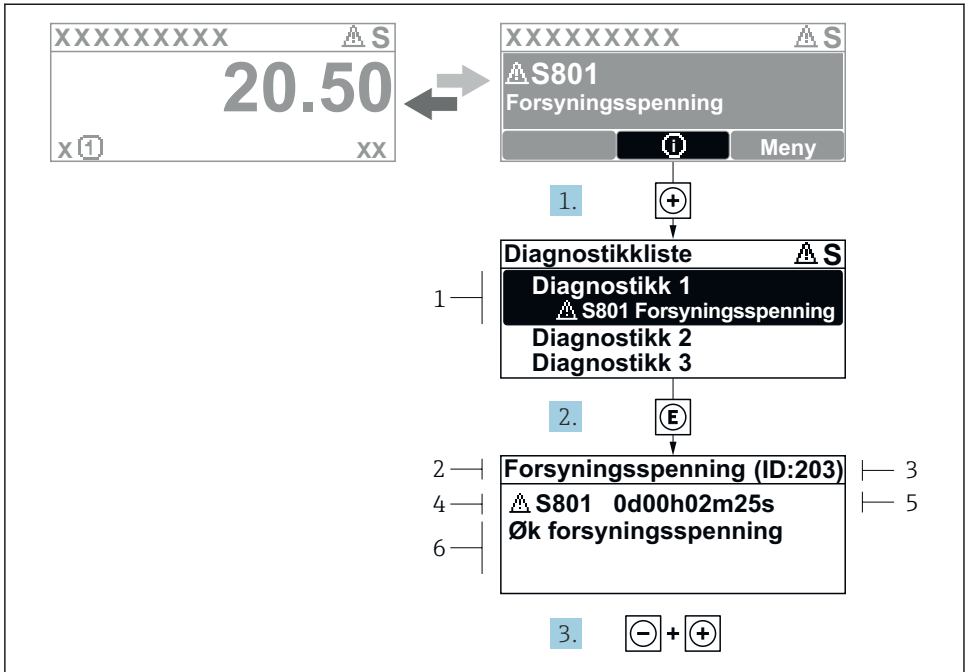 XXXXXXXXX ⚠ S
20.50
X ① XX
XXXXXXXXX ⚠ S
⚠ S801
Forsyningsspenning
ⓘ Meny
1. +
Diagnostikkliste ⚠ S
1 Diagnostikk 1
⚠ S801 Forsyningsspenning
Diagnostikk 2
Diagnostikk 3
2. E
2 Forsyningsspenning (ID:203) 3
4 ⚠ S801 0d00h02m25s 5
6 Øk forsyningsspenning
3. - + +